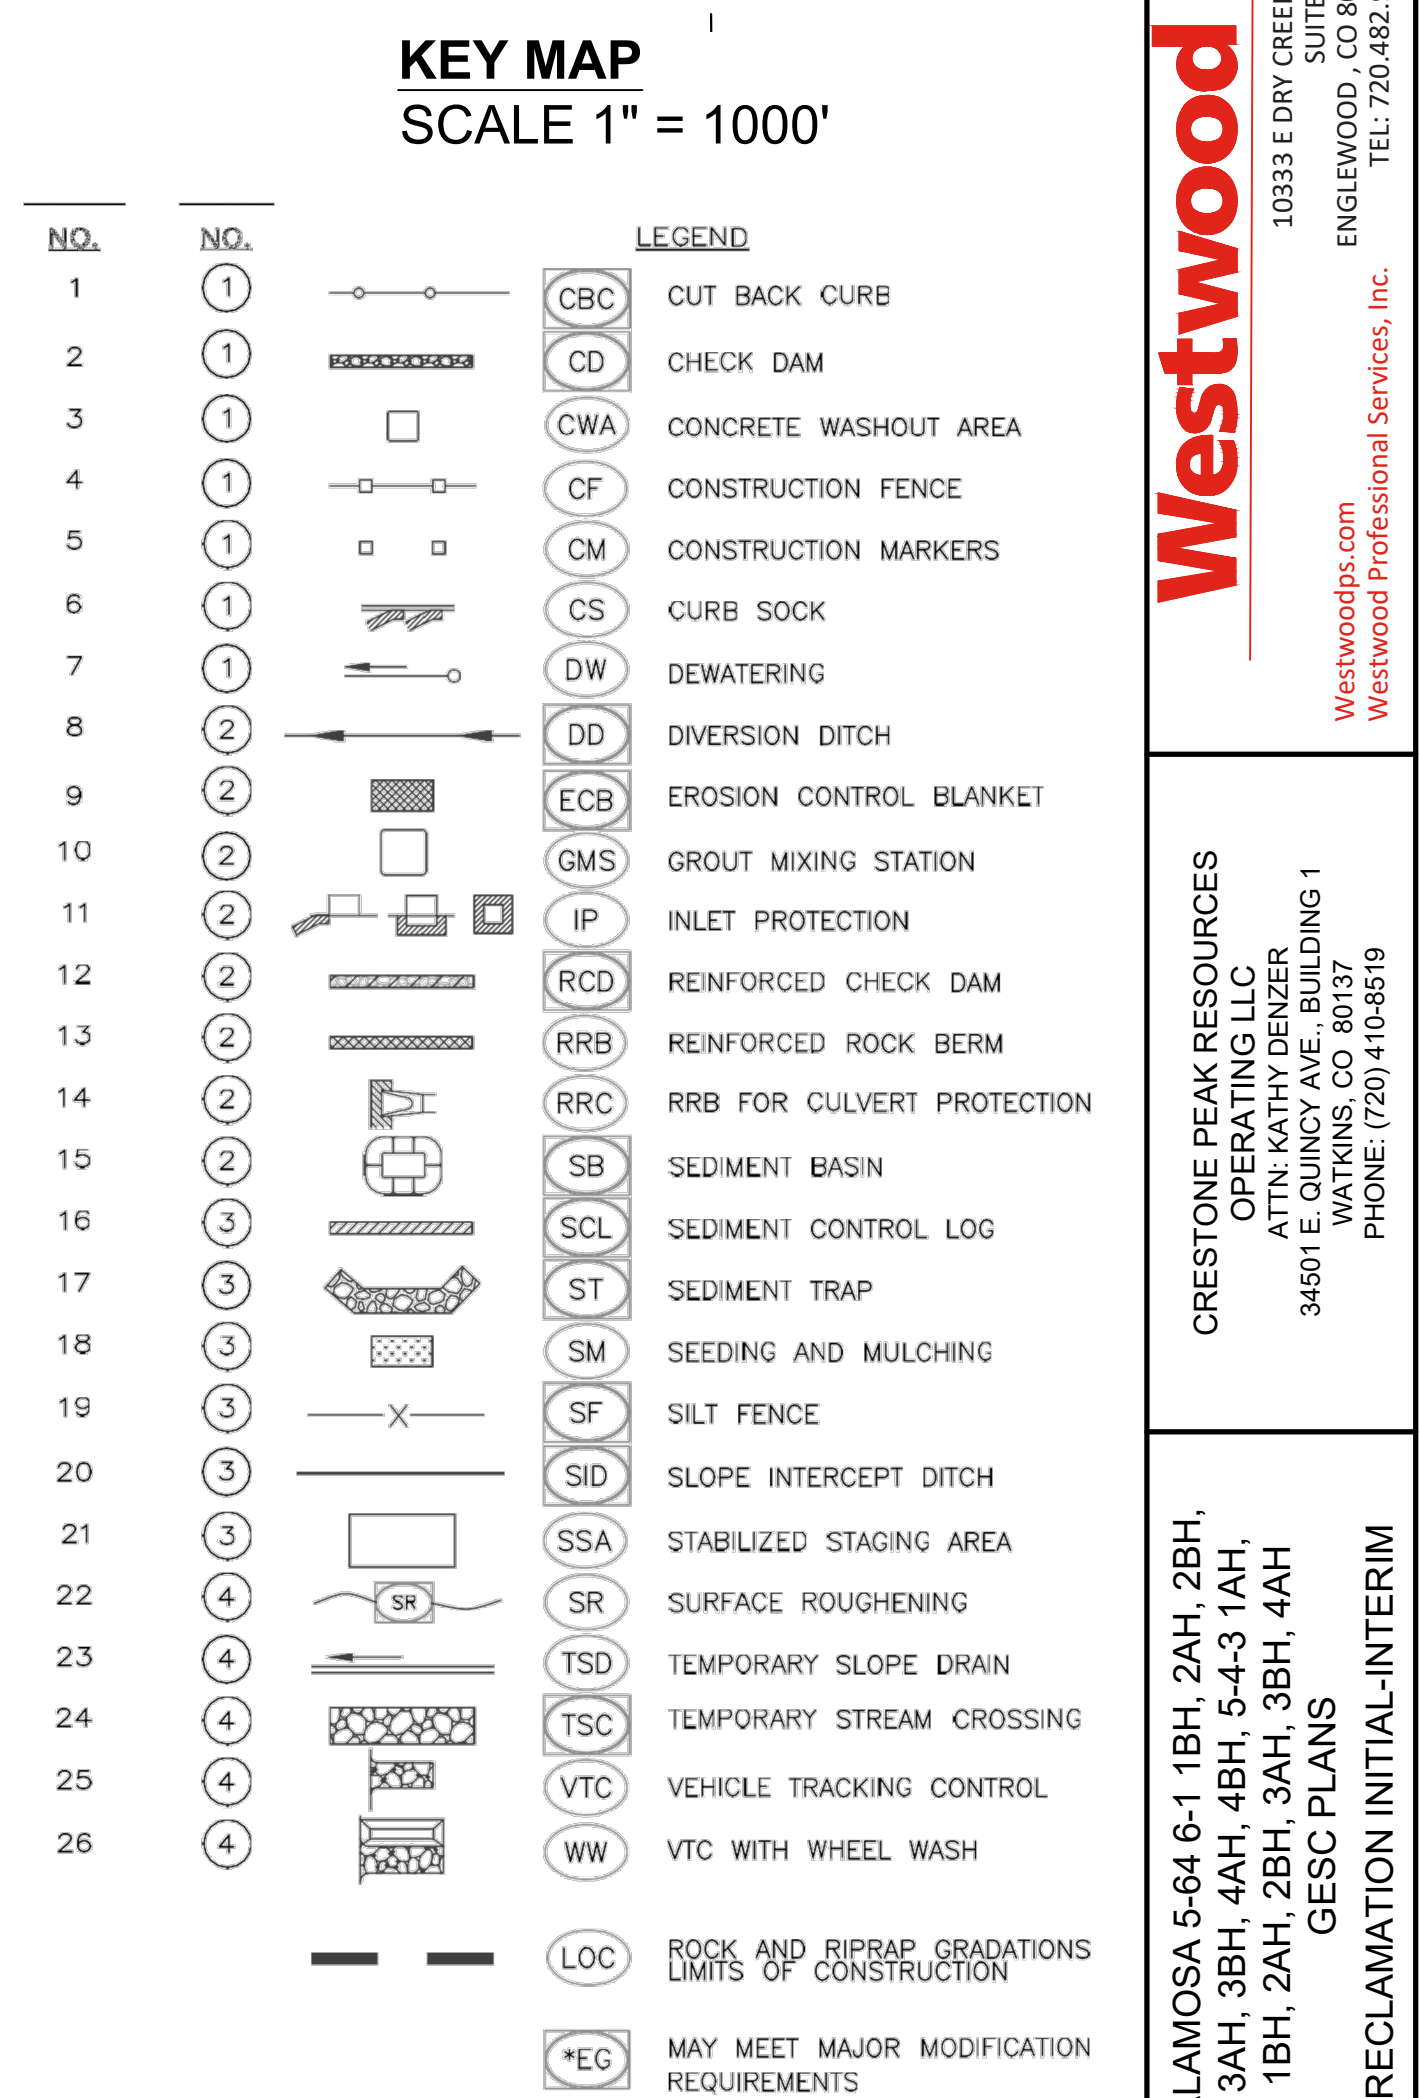 KEY MAP
SCALE 1" = 1000'
NO. NO. LEGEND
1 1 CBC CUT BACK CURB
2 1 CD CHECK DAM
3 1 CWA CONCRETE WASHOUT AREA
4 1 CF CONSTRUCTION FENCE
5 1 CM CONSTRUCTION MARKERS
6 1 CS CURB SOCK
7 1 DW DEWATERING
8 2 DD DIVERSION DITCH
9 2 ECB EROSION CONTROL BLANKET
10 2 GMS GROUT MIXING STATION
11 2 IP INLET PROTECTION
12 2 RCD REINFORCED CHECK DAM
13 2 RRB REINFORCED ROCK BERM
14 2 RRC RRB FOR CULVERT PROTECTION
15 2 SB SEDIMENT BASIN
16 3 SCL SEDIMENT CONTROL LOG
17 3 ST SEDIMENT TRAP
18 3 SM SEEDING AND MULCHING
19 3 X SF SILT FENCE
20 3 SID SLOPE INTERCEPT DITCH
21 3 SSA STABILIZED STAGING AREA
22 4 SR SR SURFACE ROUGHENING
23 4 TSD TEMPORARY SLOPE DRAIN
24 4 TSC TEMPORARY STREAM CROSSING
25 4 VTC VEHICLE TRACKING CONTROL
26 4 WW VTC WITH WHEEL WASH
ROCK AND RIPRAP GRADATIONS
LOC LIMITS OF CONSTRUCTION
*EG MAY MEET MAJOR MODIFICATION
REQUIREMENTS
Westwood
10333 E DRY CREEK
SUITE
ENGLEWOOD , CO
TEL: 720.482.
Westwoodps.com
Westwood Professional Services, Inc.
CRESTONE PEAK RESOURCES
OPERATING LLC
ATTN: KATHY DENZER
34501 E. QUINCY AVE., BUILDING 1
WATKINS, CO 80137
PHONE: (720) 410-8519
LAMOSA 5-64 6-1 1BH, 2AH, 2BH,
3AH, 3BH, 4AH, 4BH, 5-4-3 1AH,
1BH, 2AH, 2BH, 3AH, 3BH, 4AH
GESC PLANS
RECLAMATION INITIAL-INTERIM